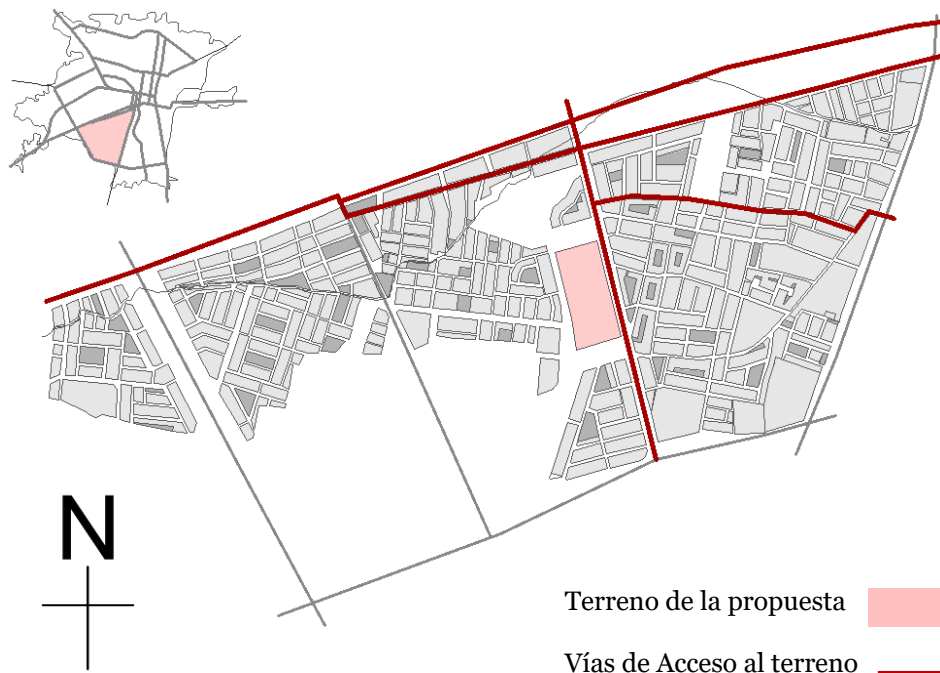 N
Terreno de la propuesta
Vías de Acceso al terreno